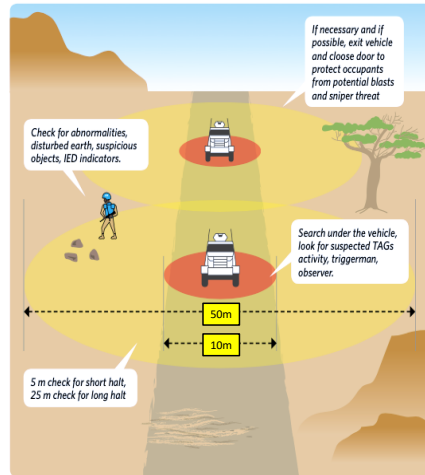 If necessary and if
possible, exit vehicle
and cloose door to
protect occupants
from potential blasts
and sniper threat
Check for abnormalities,
disturbed earth, suspicious
objects, IED indicators.
Search under the vehicle,
look for suspected TAGs
activity, triggerman,
observer.
50m
10m
5 m check for short halt,
25 m check for long halt